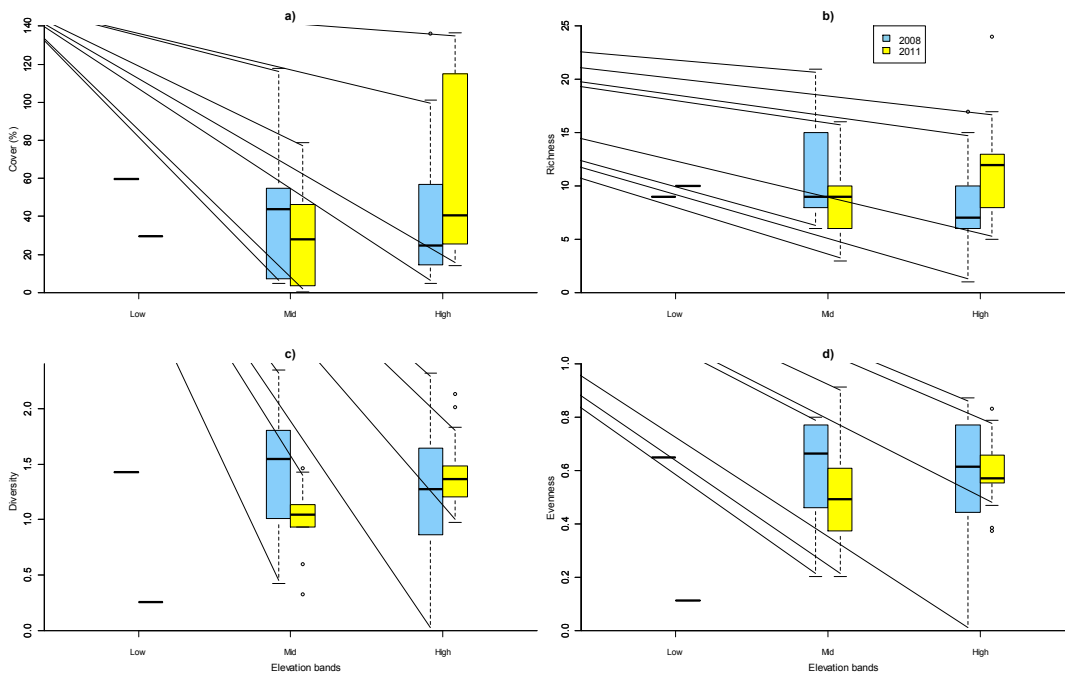 a)
140
120
100
80
60
40
20
0
Cover (%)
Low Mid High
b)
2008
2011
25
20
15
10
5
0
Richness
Low Mid High
c)
2.0
1.5
1.0
0.5
0.0
Diversity
Low Mid High
Elevation bands
d)
1.0
0.8
0.6
0.4
0.2
0.0
Evenness
Low Mid High
Elevation bands